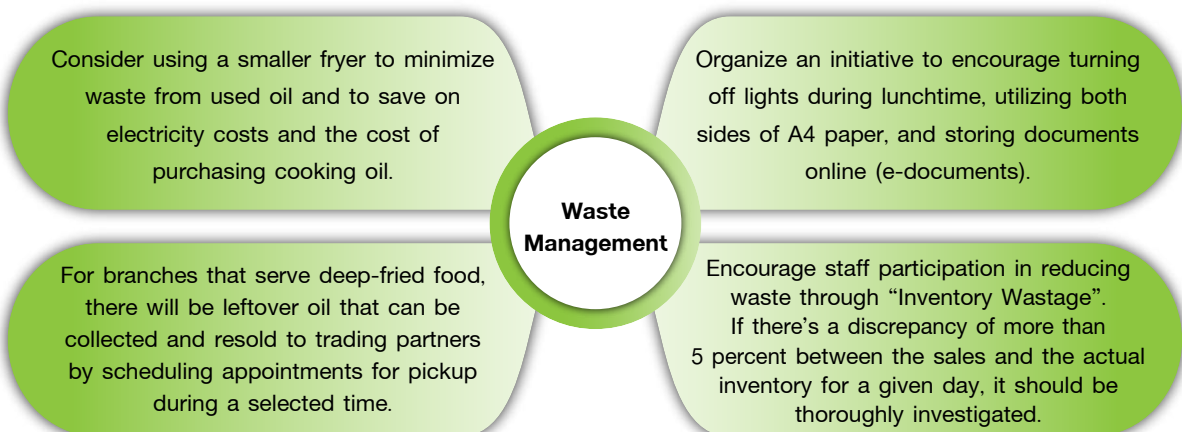 Consider using a smaller fryer to minimize
waste from used oil and to save on
electricity costs and the cost of
purchasing cooking oil.
Organize an initiative to encourage turning
off lights during lunchtime, utilizing both
sides of A4 paper, and storing documents
online (e-documents).
Waste
Management
For branches that serve deep-fried food,
there will be leftover oil that can be
collected and resold to trading partners
by scheduling appointments for pickup
during a selected time.
Encourage staff participation in reducing
waste through “Inventory Wastage”.
If there’s a discrepancy of more than
5 percent between the sales and the actual
inventory for a given day, it should be
thoroughly investigated.